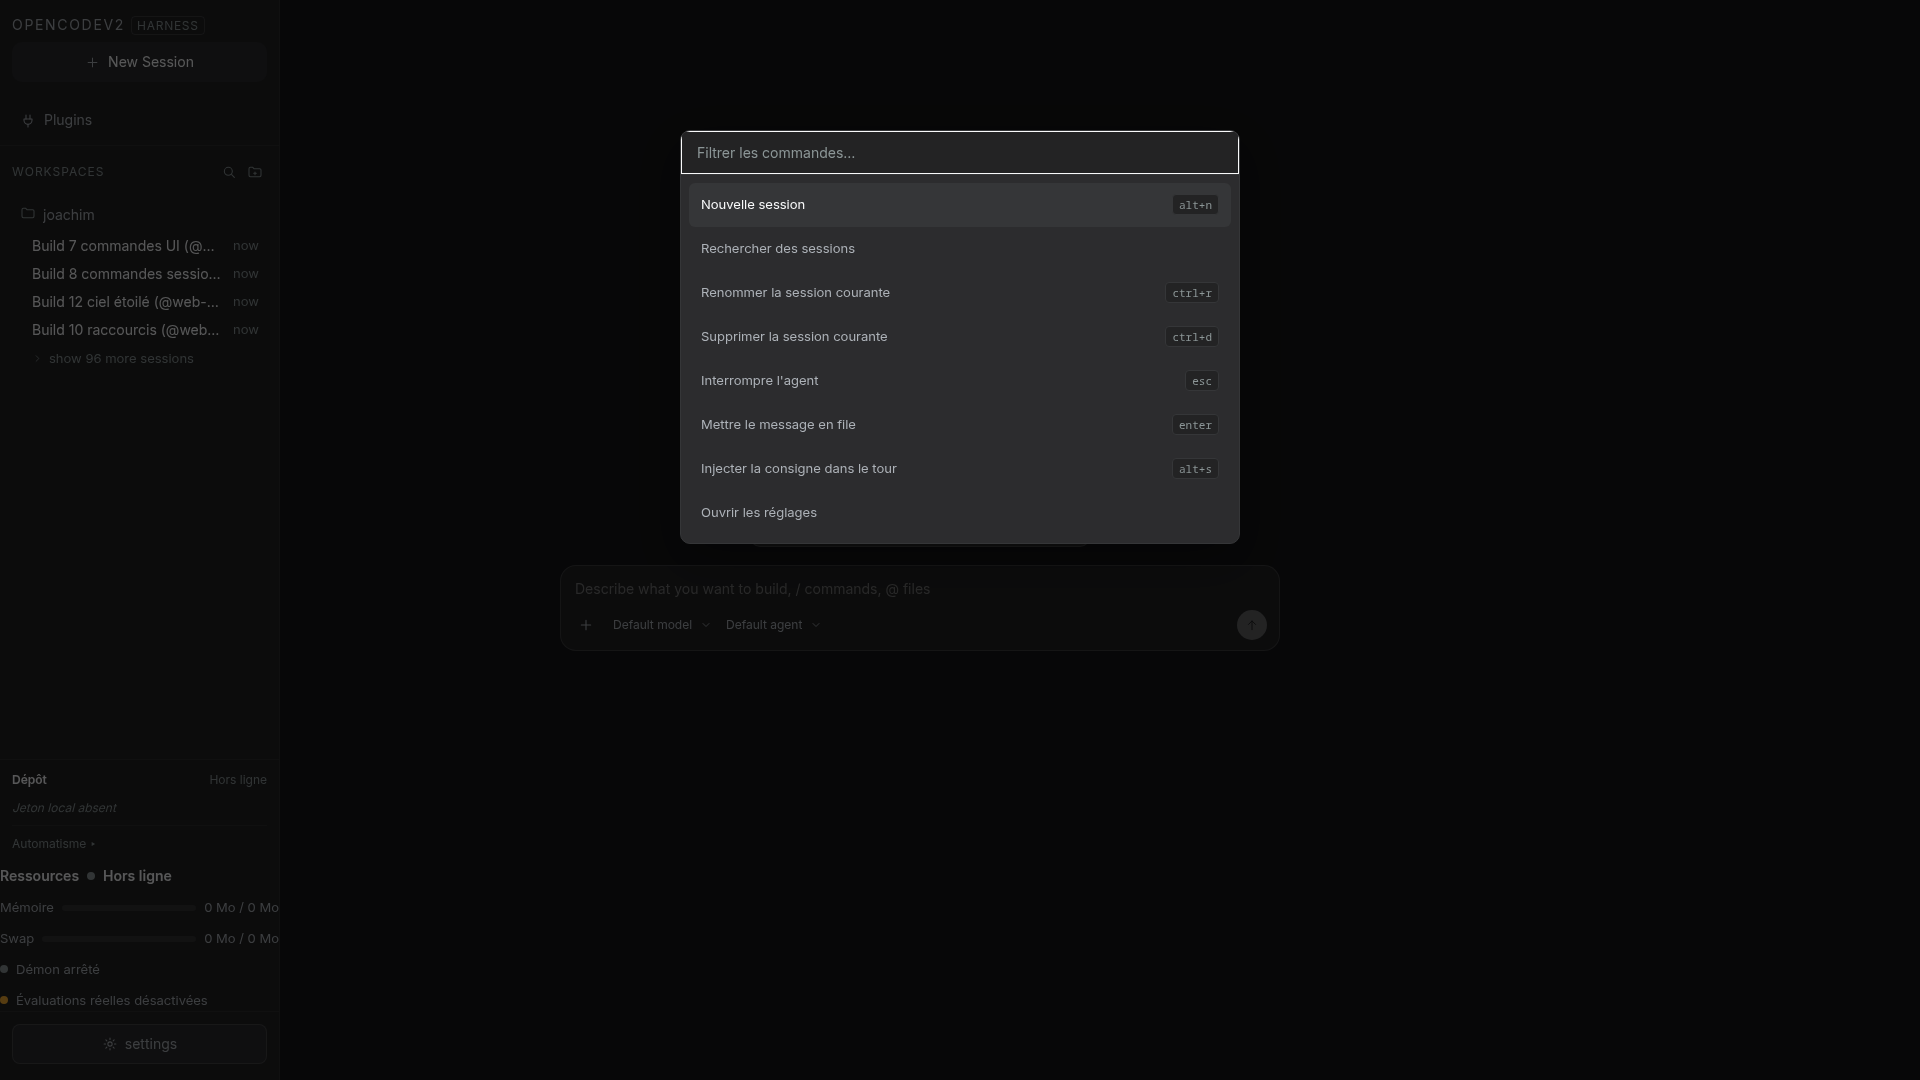 OPENCODEV2 HARNESS
New Session
Plugins
WORKSPACES
joachim
Build 7 commandes UI (@... now
Build 8 commandes sessio... now
Build 12 ciel étoilé (@web-... now
Build 10 raccourcis (@web... now
show 96 more sessions
Dépôt Hors ligne
Jeton local absent
Automatisme
Ressources Hors ligne
Mémoire 0 Mo / 0 Mo
Swap 0 Mo / 0 Mo
Démon arrêté
Évaluations réelles désactivées
settings
Filtrer les commandes...
Nouvelle session alt+n
Rechercher des sessions
Renommer la session courante ctrl+r
Supprimer la session courante ctrl+d
Interrompre l'agent esc
Mettre le message en file enter
Injecter la consigne dans le tour alt+s
Ouvrir les réglages
Describe what you want to build, / commands, @ files
Default model Default agent